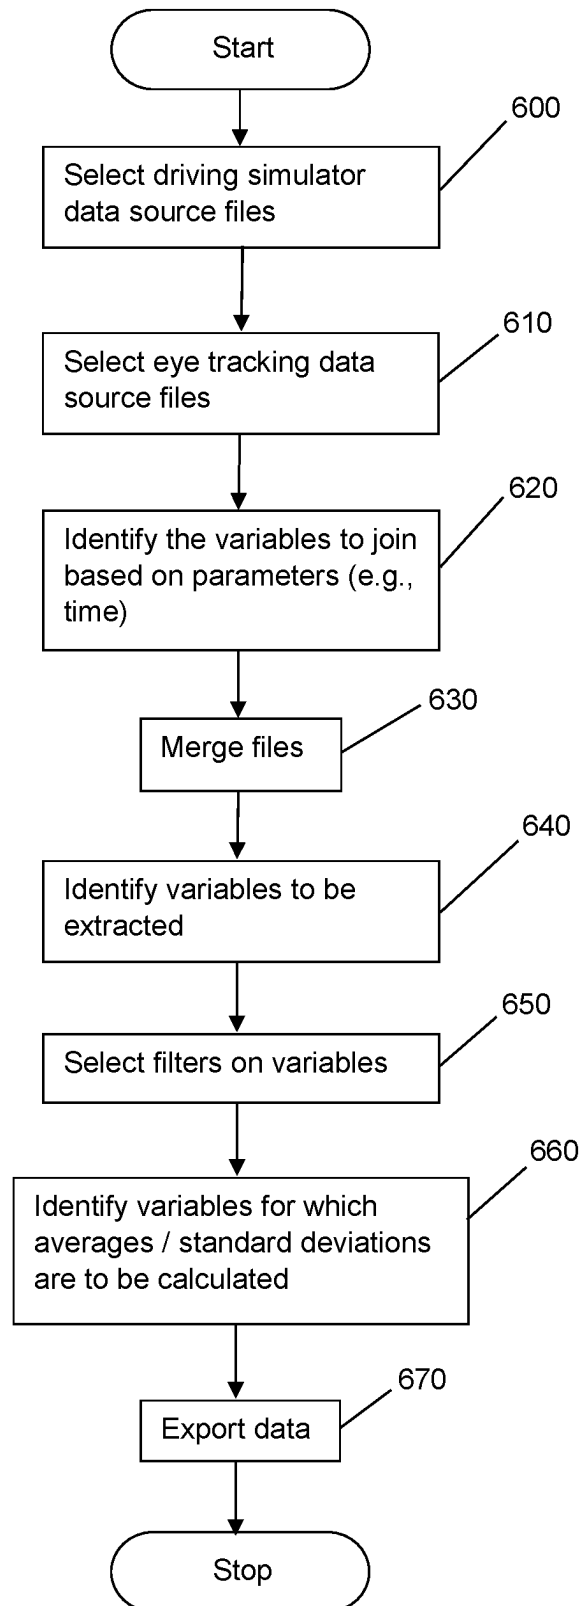 Start
600
Select driving simulator
data source files
610
Select eye tracking data
source files
620
Identify the variables to join
based on parameters (e.g.,
time)
630
Merge files
640
Identify variables to be
extracted
650
Select filters on variables
660
Identify variables for which
averages / standard deviations
are to be calculated
670
Export data
Stop